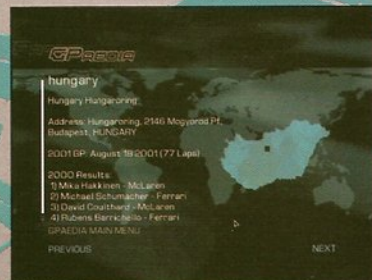 GPAEDIA
hungary
Hungary Hungaroring
Address: Hungaroring, 2146 Mogyorod Pf,
Budapest, HUNGARY
2001 GP: August 19 2001 (77 Laps)
2000 Results:
1) Mika Hakkinen - McLaren
2) Michael Schumacher - Ferrari
3) David Coulthard - McLaren
4) Rubens Barrichello - Ferrari
GPAEDIA MAIN MENU
PREVIOUS
NEXT